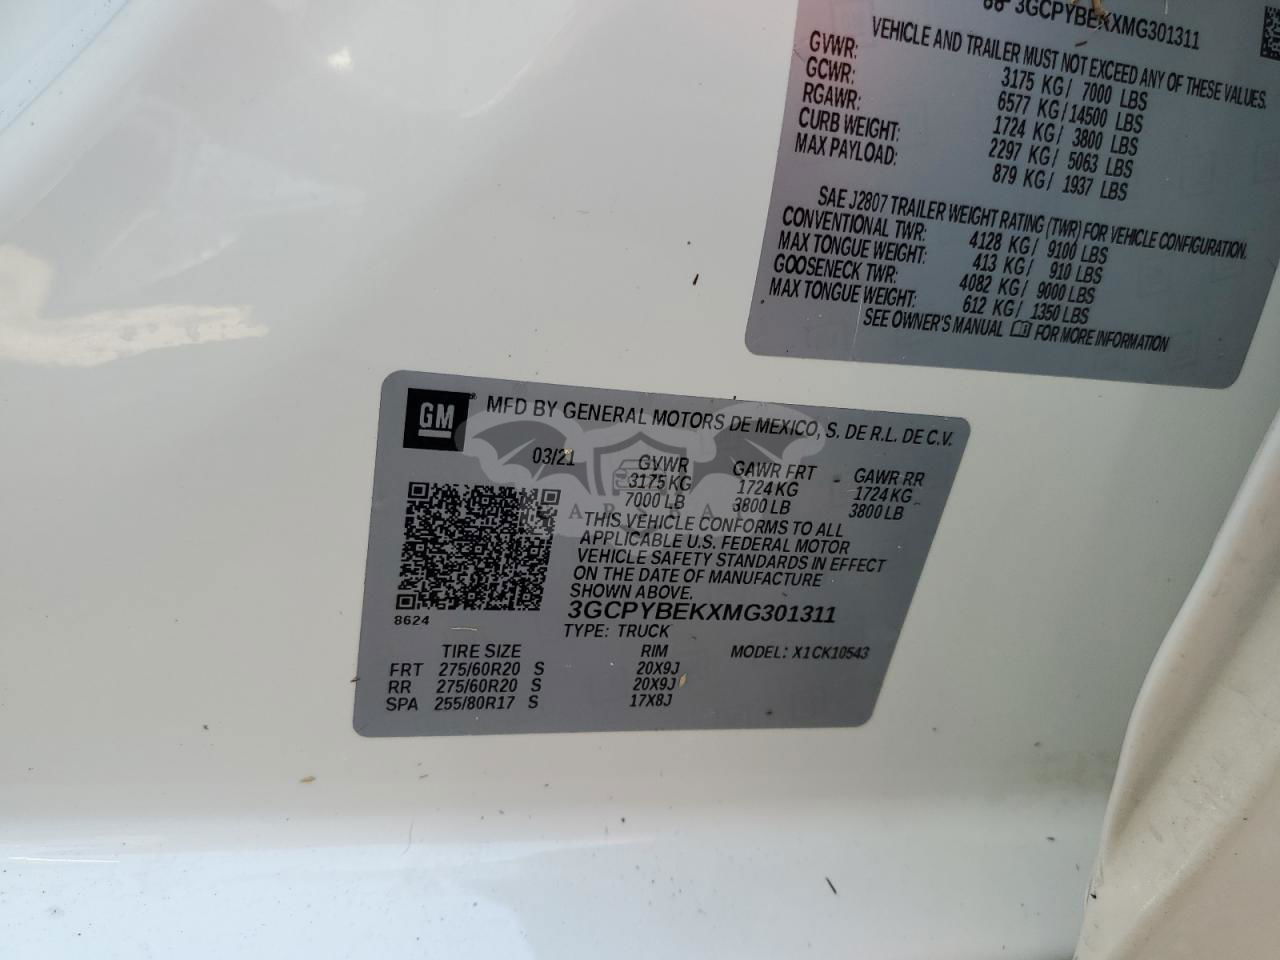 3GCPYBEKXMG301311
VEHICLE AND TRAILER MUST NOT EXCEED ANY OF THESE VALUES.
GVWR: 3175 KG/ 7000 LBS
GCWR: 6577 KG/14500 LBS
RGAWR: 1724 KG/ 3800 LBS
CURB WEIGHT: 2297 KG/ 5063 LBS
MAX PAYLOAD: 879 KG/ 1937 LBS
SAE J2807 TRAILER WEIGHT RATING (TWR) FOR VEHICLE CONFIGURATION.
CONVENTIONAL TWR: 4128 KG/ 9100 LBS
MAX TONGUE WEIGHT: 413 KG/ 910 LBS
GOOSENECK TWR: 4082 KG/ 9000 LBS
MAX TONGUE WEIGHT: 612 KG/ 1350 LBS
SEE OWNER'S MANUAL FOR MORE INFORMATION
GM® MFD BY GENERAL MOTORS DE MEXICO, S. DE R.L. DE C.V.
03/21 GVWR GAWR FRT GAWR RR
3175 KG 1724 KG 1724 KG
7000 LB 3800 LB 3800 LB
THIS VEHICLE CONFORMS TO ALL
APPLICABLE U.S. FEDERAL MOTOR
VEHICLE SAFETY STANDARDS IN EFFECT
ON THE DATE OF MANUFACTURE
SHOWN ABOVE.
3GCPYBEKXMG301311
8624
TYPE: TRUCK
TIRE SIZE RIM MODEL: X1CK10543
FRT 275/60R20 S 20X9J
RR 275/60R20 S 20X9J
SPA 255/80R17 S 17X8J